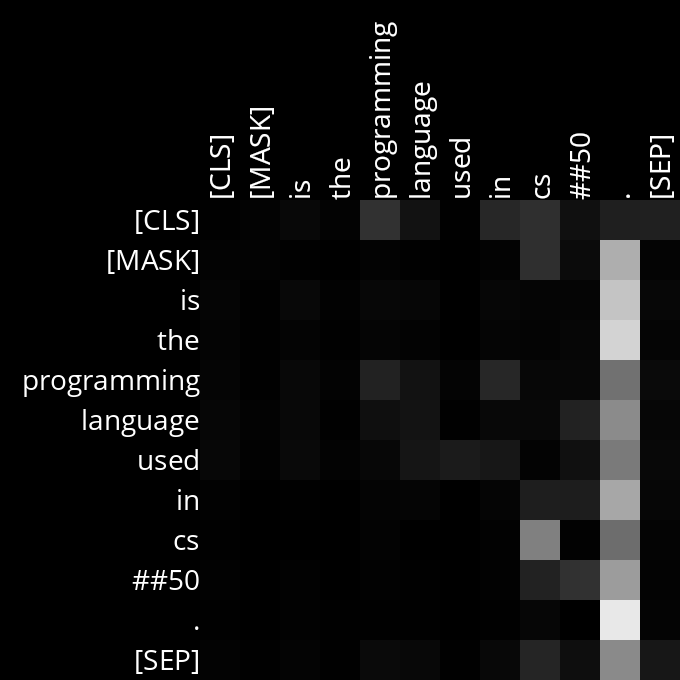 [CLS]
[MASK]
is
the
programming
language
used
in
cs
##50
.
[SEP]
[CLS]
[MASK]
is
the
programming
language
used
in
cs
##50
.
[SEP]